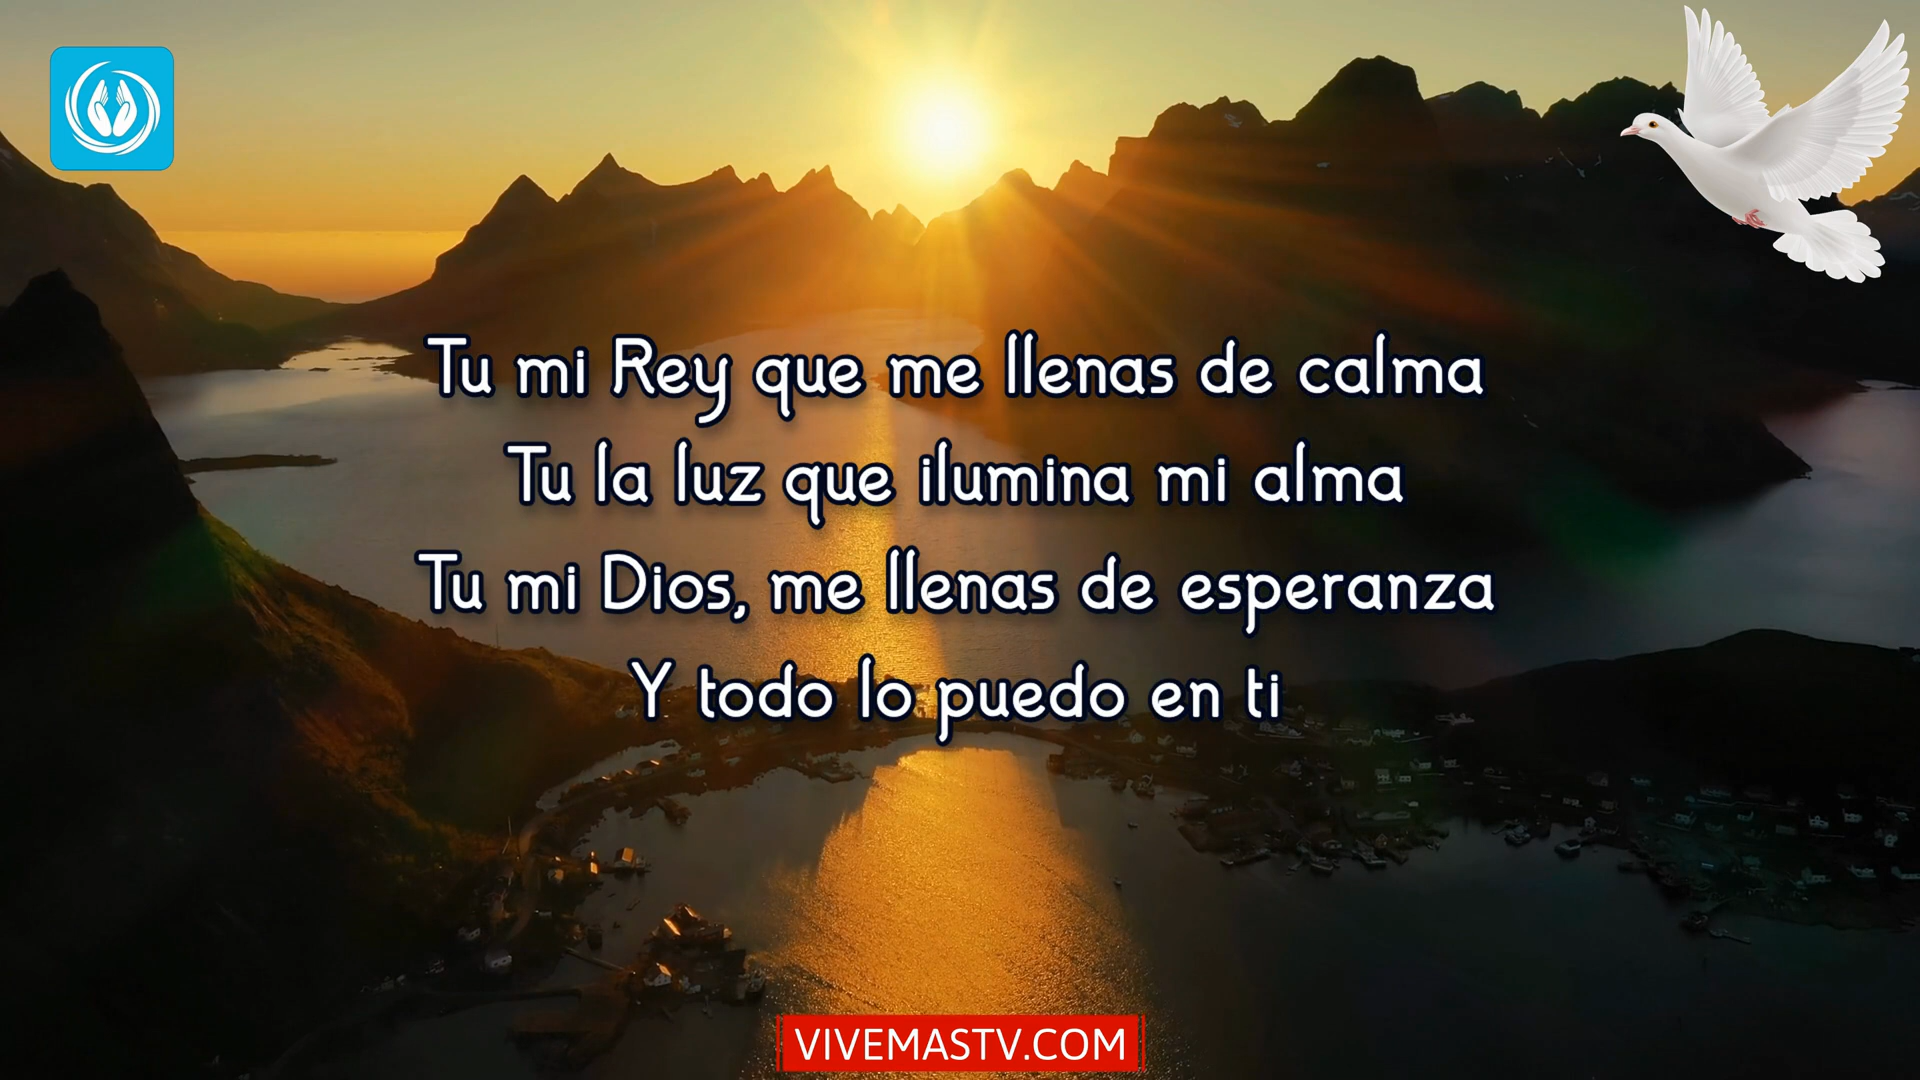 Tu mi Rey que me llenas de calma
Tu la luz que ilumina mi alma
Tu mi Dios, me llenas de esperanza
Y todo lo puedo en ti
VIVEMASTV.COM